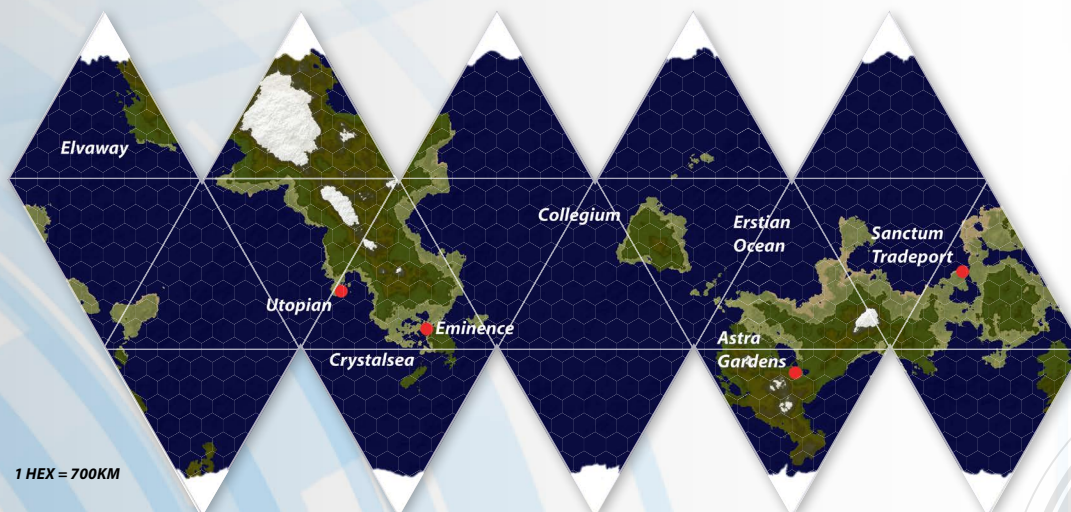 Elvaway
Collegium
Erstian
Ocean
Sanctum
Tradeport
Utopian
Eminence
Crystalsea
Astra
Gardens
1 HEX = 700KM